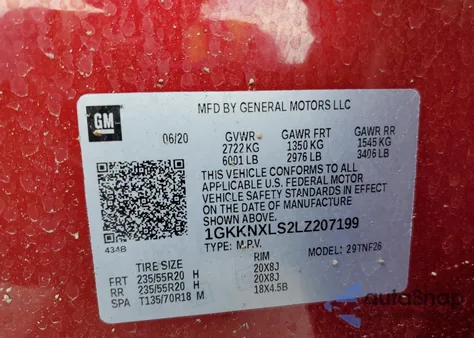 GM
MFD BY GENERAL MOTORS LLC
06/20 GVWR GAWR FRT GAWR RR
2722 KG 1350 KG 1545 KG
6001 LB 2976 LB 3406 LB
THIS VEHICLE CONFORMS TO ALL
APPLICABLE U.S. FEDERAL MOTOR
VEHICLE SAFETY STANDARDS IN EFFECT
ON THE DATE OF MANUFACTURE
SHOWN ABOVE.
1GKKNXLS2LZ207199
TYPE: M.P.V. MODEL: 29TNF26
434B
TIRE SIZE RIM
FRT 235/55R20 H 20X8J
RR 235/55R20 H 20X8J
SPA T135/70R18 M 18X4.5B
autosnap